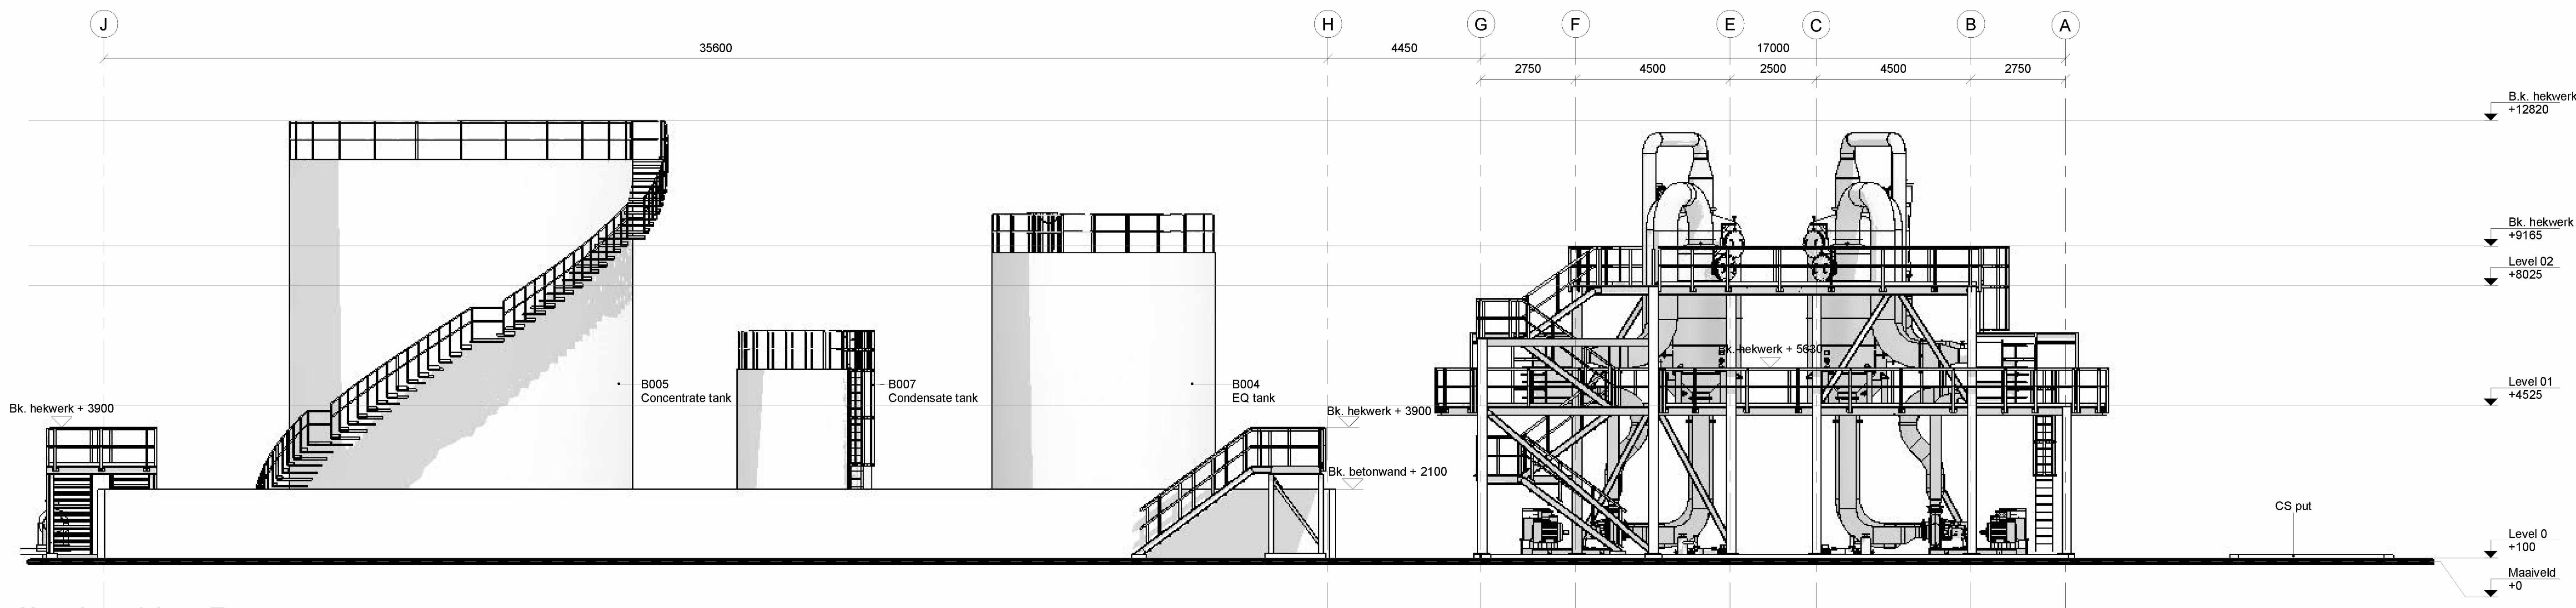 J
H
G
F
E
C
B
A
35600
4450
17000
2750
4500
2500
4500
2750
B.k. hekwerk
+12820
Bk. hekwerk
+9165
Level 02
+8025
Bk. hekwerk + 5630
Level 01
+4525
B005
Concentrate tank
B007
Condensate tank
B004
EQ tank
Bk. hekwerk + 3900
Bk. hekwerk + 3900
Bk. betonwand + 2100
CS put
Level 0
+100
Maaiveld
+0